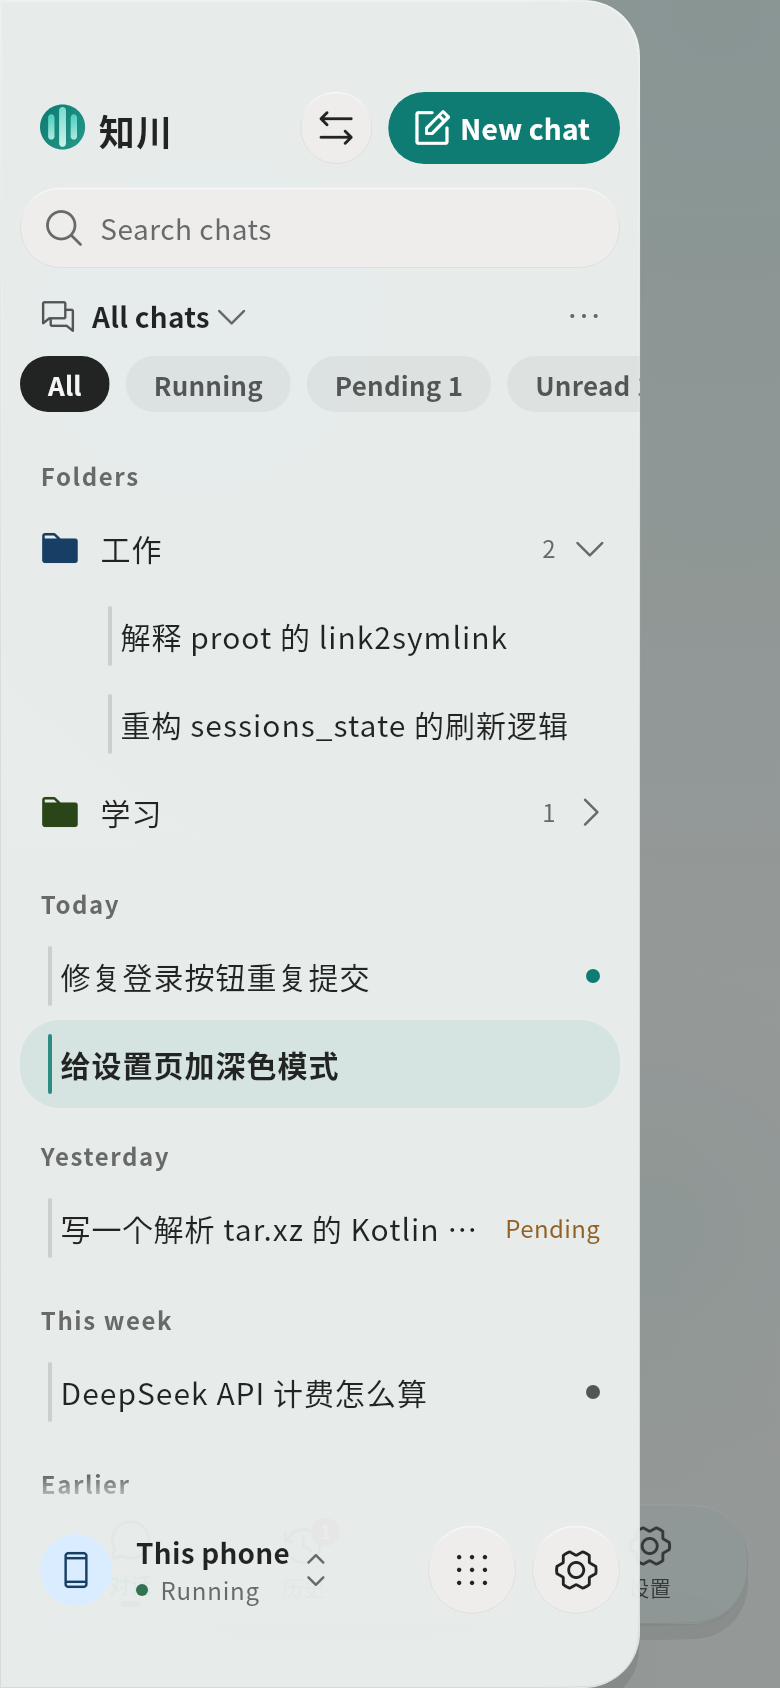 知川
New chat
Search chats
All chats
All
Running
Pending 1
Unread
Folders
工作
2
解释 proot 的 link2symlink
重构 sessions_state 的刷新逻辑
学习
1
Today
修复登录按钮重复提交
给设置页加深色模式
Yesterday
写一个解析 tar.xz 的 Kotlin …
Pending
This week
DeepSeek API 计费怎么算
Earlier
This phone
Running
设置